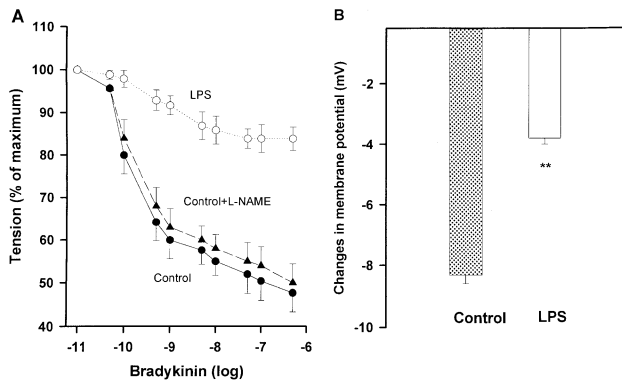 A
Tension (% of maximum)
110
100
90
80
70
60
50
40
LPS
Control+L-NAME
Control
-11 -10 -9 -8 -7 -6
Bradykinin (log)
B
Changes in membrane potential (mV)
-2
-4
-6
-8
-10
**
Control LPS